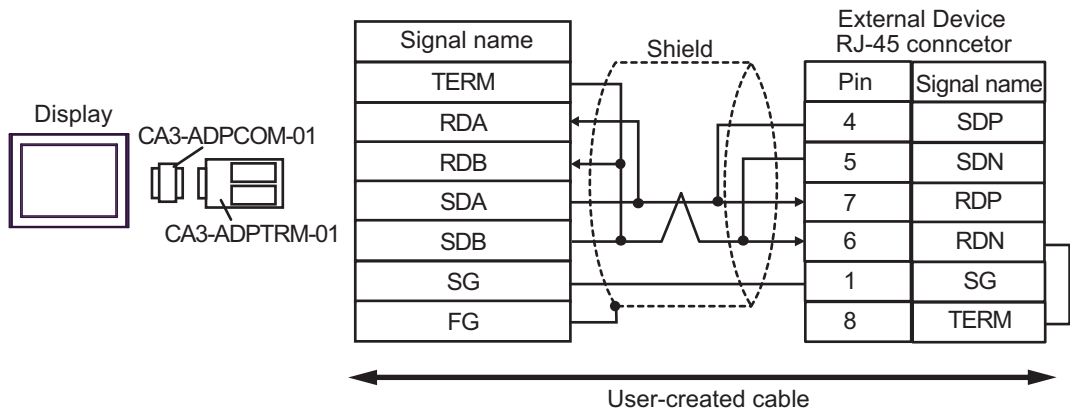 External Device
RJ-45 conncetor
Signal name
Shield
Pin Signal name
TERM
Display
RDA
4 SDP
CA3-ADPCOM-01
RDB
5 SDN
SDA
7 RDP
CA3-ADPTRM-01
SDB
6 RDN
SG
1 SG
FG
8 TERM
User-created cable